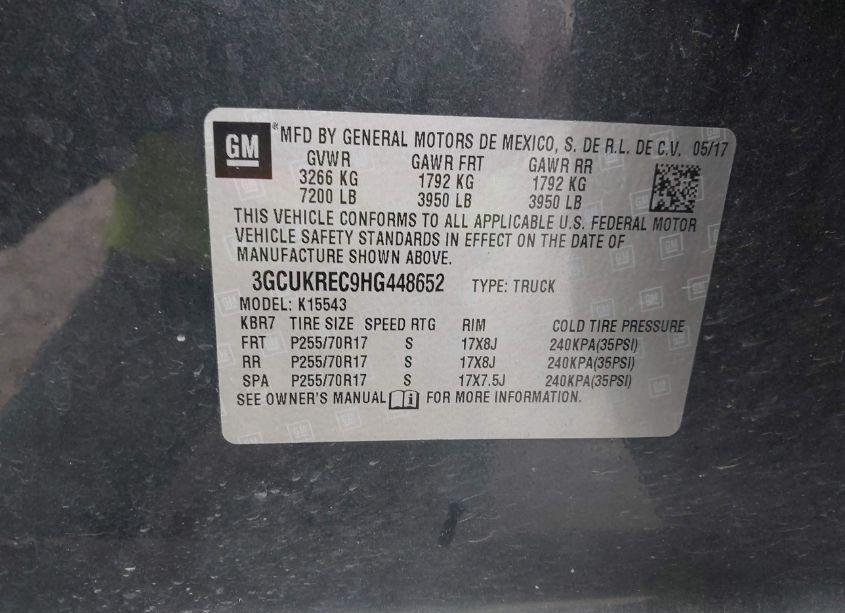 GM
® MFD BY GENERAL MOTORS DE MEXICO, S. DE R.L. DE C.V. 05/17
GVWR GAWR FRT GAWR RR
3266 KG 1792 KG 1792 KG
7200 LB 3950 LB 3950 LB
THIS VEHICLE CONFORMS TO ALL APPLICABLE U.S. FEDERAL MOTOR
VEHICLE SAFETY STANDARDS IN EFFECT ON THE DATE OF
MANUFACTURE SHOWN ABOVE.
3GCUKREC9HG448652 TYPE: TRUCK
MODEL: K15543
KBR7 TIRE SIZE SPEED RTG RIM COLD TIRE PRESSURE
FRT P255/70R17 S 17X8J 240KPA(35PSI)
RR P255/70R17 S 17X8J 240KPA(35PSI)
SPA P255/70R17 S 17X7.5J 240KPA(35PSI)
SEE OWNER'S MANUAL i FOR MORE INFORMATION.